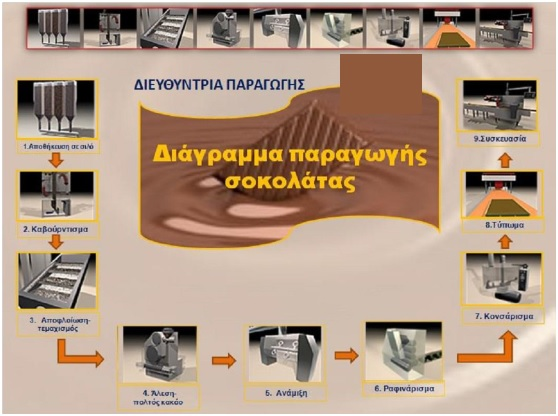 ΔΙΕΥΘΥΝΤΡΙΑ ΠΑΡΑΓΩΓΗΣ
Διάγραμμα παραγωγής
σοκολάτας
1.Αποθήκευση σε σιλό
2. Καβούρντισμα
3. Αποφλοίωση-
τεμαχισμός
4. Άλεση-
πολτός κακάο
5. Ανάμιξη
6. Ραφινάρισμα
7. Κονσάρισμα
8.Τύπωμα
9.Συσκευασία